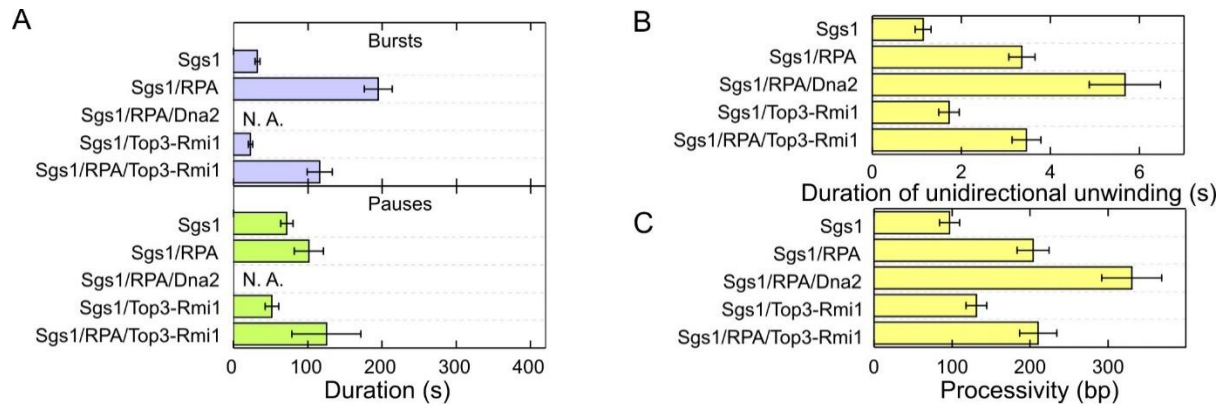 A
Bursts
Sgs1
Sgs1/RPA
Sgs1/RPA/Dna2 N. A.
Sgs1/Top3-Rmi1
Sgs1/RPA/Top3-Rmi1
Pauses
Sgs1
Sgs1/RPA
Sgs1/RPA/Dna2 N. A.
Sgs1/Top3-Rmi1
Sgs1/RPA/Top3-Rmi1
0 100 200 300 400
Duration (s)
B
Sgs1
Sgs1/RPA
Sgs1/RPA/Dna2
Sgs1/Top3-Rmi1
Sgs1/RPA/Top3-Rmi1
0 2 4 6
Duration of unidirectional unwinding (s)
C
Sgs1
Sgs1/RPA
Sgs1/RPA/Dna2
Sgs1/Top3-Rmi1
Sgs1/RPA/Top3-Rmi1
0 100 200 300
Processivity (bp)